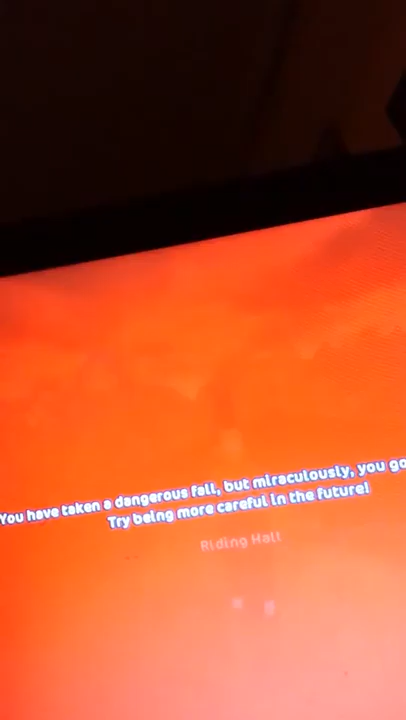 You have taken a dangerous fall, but miraculously, you go
Try being more careful in the future!
Riding Hall